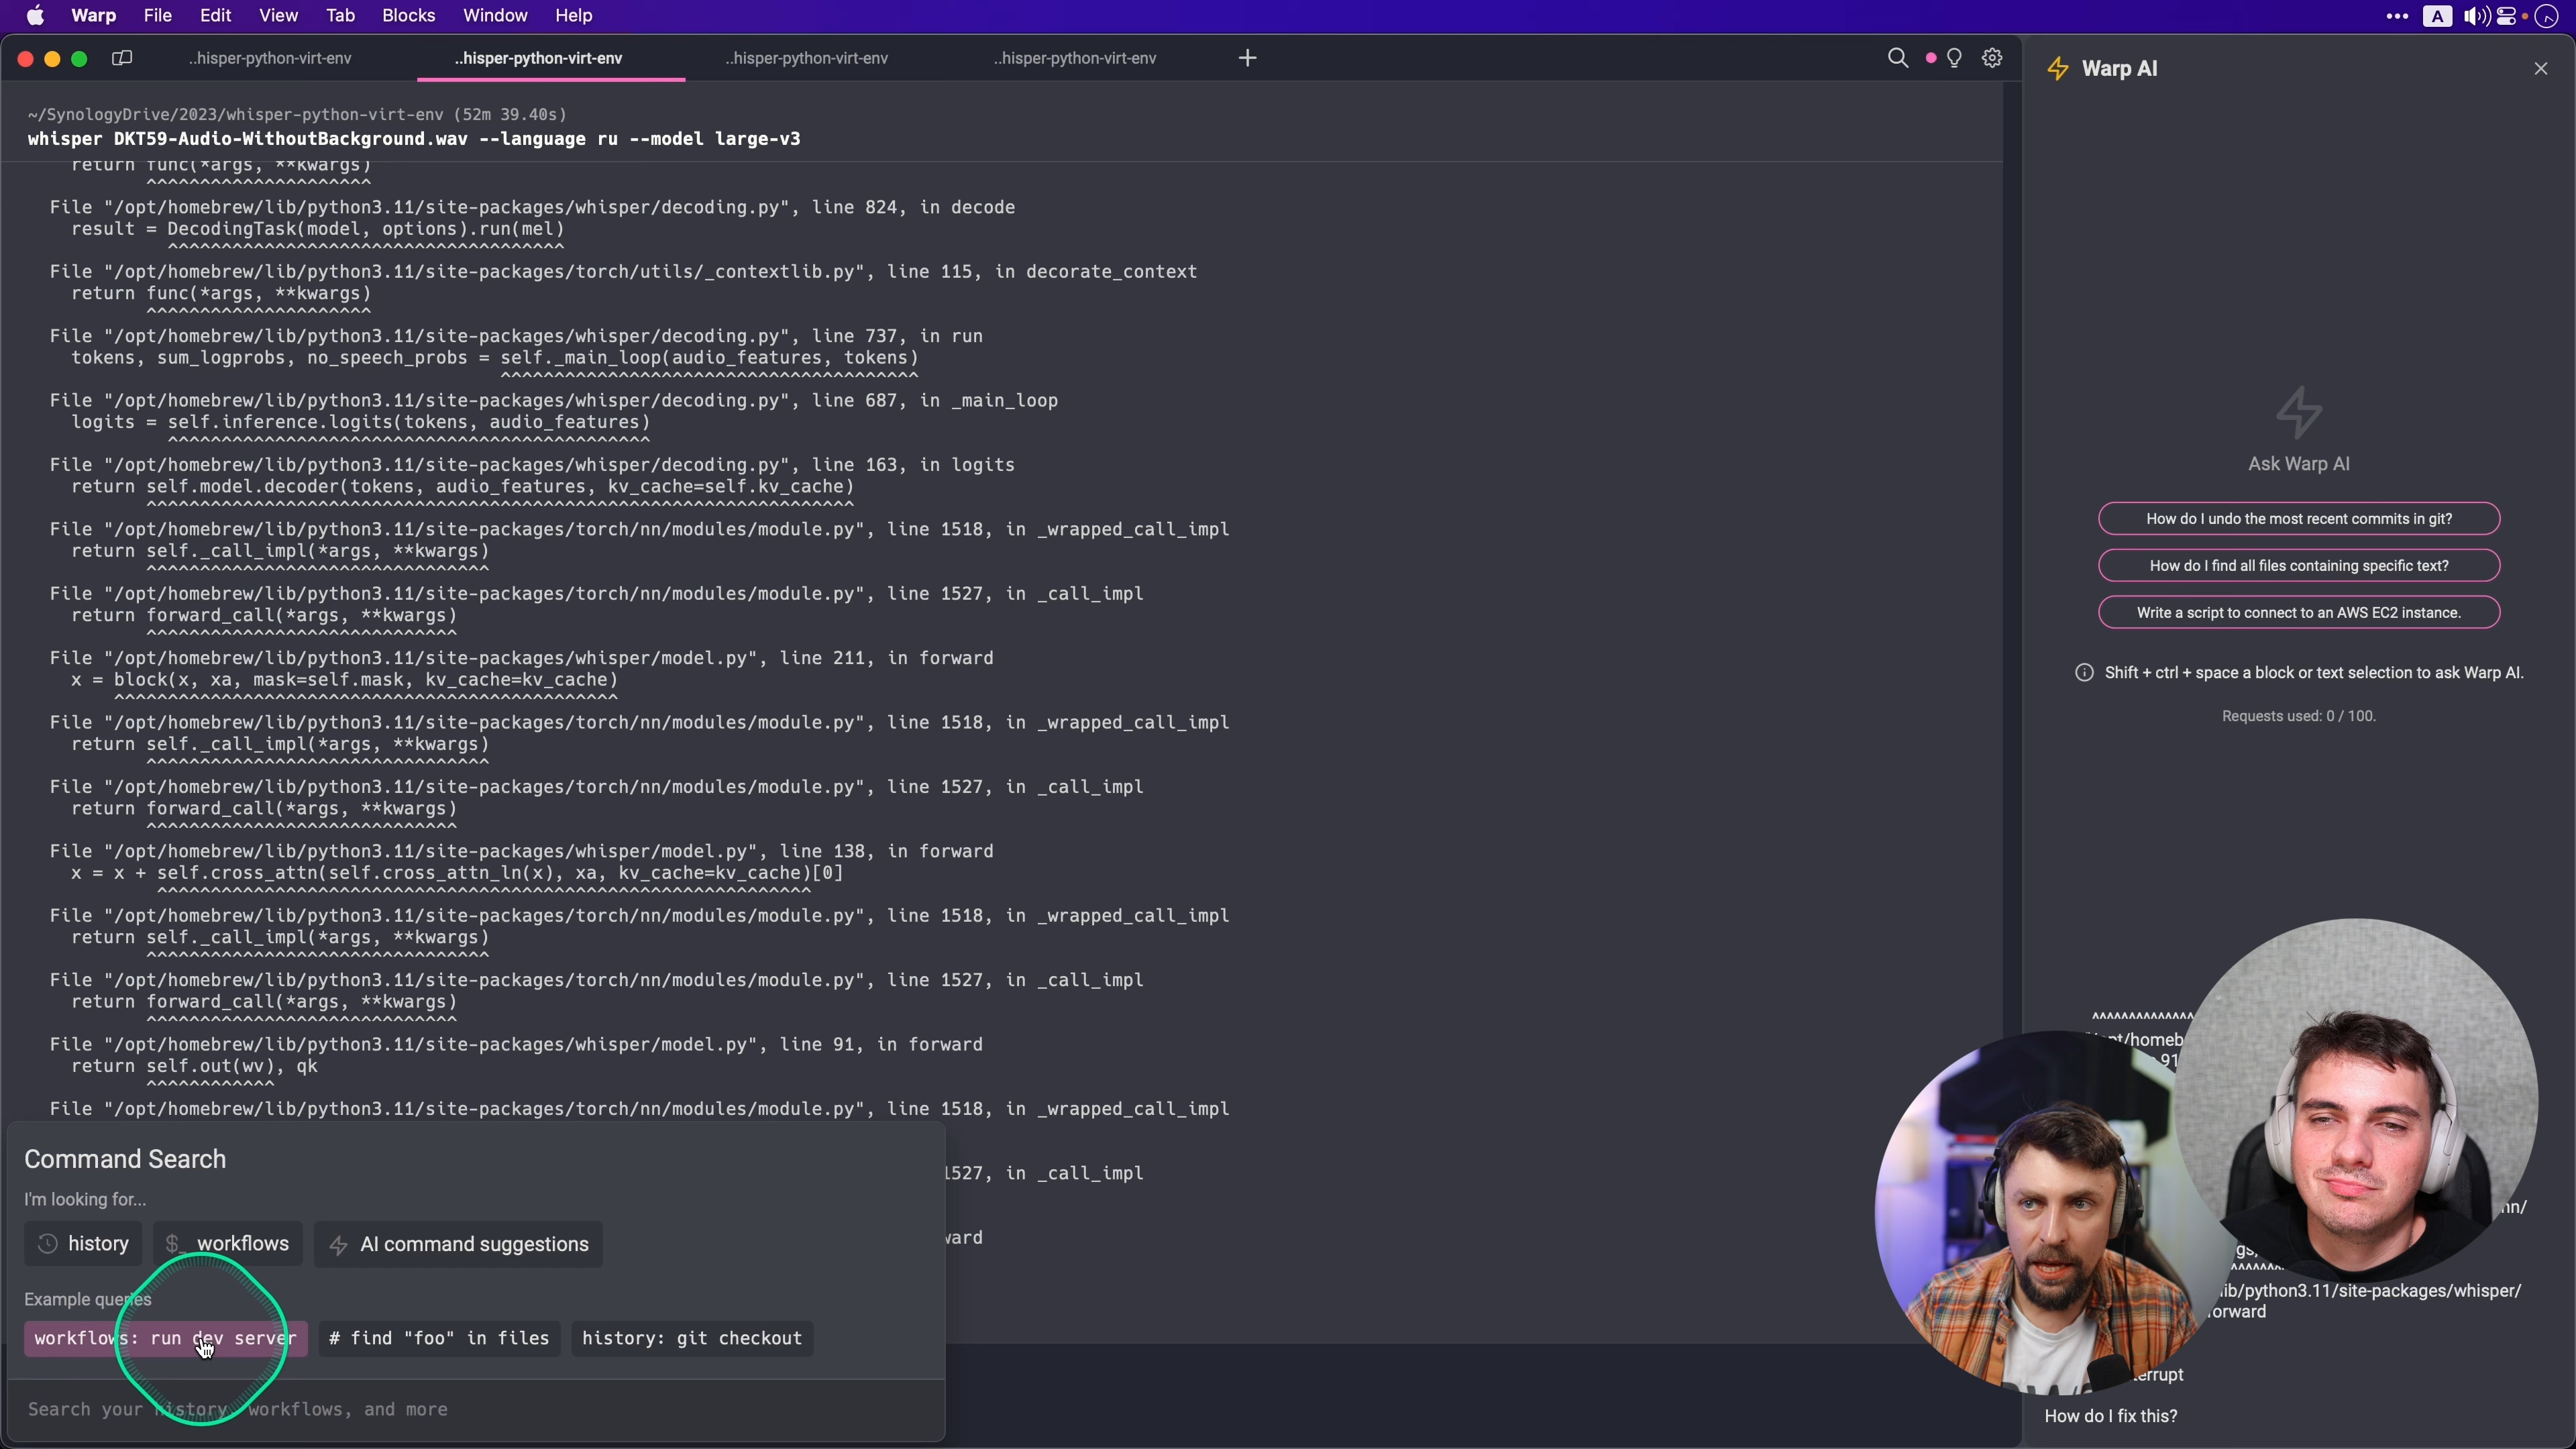 Warp File Edit View Tab Blocks Window Help
A
..hisper-python-virt-env ..hisper-python-virt-env ..hisper-python-virt-env ..hisper-python-virt-env
~/SynologyDrive/2023/whisper-python-virt-env (52m 39.40s)
whisper DKT59-Audio-WithoutBackground.wav --language ru --model large-v3
return func(*args, **kwargs)
^^^^^^^^^^^^^^^^^^^^^
File "/opt/homebrew/lib/python3.11/site-packages/whisper/decoding.py", line 824, in decode
result = DecodingTask(model, options).run(mel)
^^^^^^^^^^^^^^^^^^^^^^^^^^^^^^^^^^^^^
File "/opt/homebrew/lib/python3.11/site-packages/torch/utils/_contextlib.py", line 115, in decorate_context
return func(*args, **kwargs)
^^^^^^^^^^^^^^^^^^^^^
File "/opt/homebrew/lib/python3.11/site-packages/whisper/decoding.py", line 737, in run
tokens, sum_logprobs, no_speech_probs = self._main_loop(audio_features, tokens)
^^^^^^^^^^^^^^^^^^^^^^^^^^^^^^^^^^^^^^^
File "/opt/homebrew/lib/python3.11/site-packages/whisper/decoding.py", line 687, in _main_loop
logits = self.inference.logits(tokens, audio_features)
^^^^^^^^^^^^^^^^^^^^^^^^^^^^^^^^^^^^^^^^^^^^^
File "/opt/homebrew/lib/python3.11/site-packages/whisper/decoding.py", line 163, in logits
return self.model.decoder(tokens, audio_features, kv_cache=self.kv_cache)
^^^^^^^^^^^^^^^^^^^^^^^^^^^^^^^^^^^^^^^^^^^^^^^^^^^^^^^^^^^^^^^^^^
File "/opt/homebrew/lib/python3.11/site-packages/torch/nn/modules/module.py", line 1518, in _wrapped_call_impl
return self._call_impl(*args, **kwargs)
^^^^^^^^^^^^^^^^^^^^^^^^^^^^^^^^
File "/opt/homebrew/lib/python3.11/site-packages/torch/nn/modules/module.py", line 1527, in _call_impl
return forward_call(*args, **kwargs)
^^^^^^^^^^^^^^^^^^^^^^^^^^^^^
File "/opt/homebrew/lib/python3.11/site-packages/whisper/model.py", line 211, in forward
x = block(x, xa, mask=self.mask, kv_cache=kv_cache)
^^^^^^^^^^^^^^^^^^^^^^^^^^^^^^^^^^^^^^^^^^^^^^^
File "/opt/homebrew/lib/python3.11/site-packages/torch/nn/modules/module.py", line 1518, in _wrapped_call_impl
return self._call_impl(*args, **kwargs)
^^^^^^^^^^^^^^^^^^^^^^^^^^^^^^^^
File "/opt/homebrew/lib/python3.11/site-packages/torch/nn/modules/module.py", line 1527, in _call_impl
return forward_call(*args, **kwargs)
^^^^^^^^^^^^^^^^^^^^^^^^^^^^^
File "/opt/homebrew/lib/python3.11/site-packages/whisper/model.py", line 138, in forward
x = x + self.cross_attn(self.cross_attn_ln(x), xa, kv_cache=kv_cache)[0]
^^^^^^^^^^^^^^^^^^^^^^^^^^^^^^^^^^^^^^^^^^^^^^^^^^^^^^^^^^^^^
File "/opt/homebrew/lib/python3.11/site-packages/torch/nn/modules/module.py", line 1518, in _wrapped_call_impl
return self._call_impl(*args, **kwargs)
^^^^^^^^^^^^^^^^^^^^^^^^^^^^^^^^
File "/opt/homebrew/lib/python3.11/site-packages/torch/nn/modules/module.py", line 1527, in _call_impl
return forward_call(*args, **kwargs)
^^^^^^^^^^^^^^^^^^^^^^^^^^^^^
File "/opt/homebrew/lib/python3.11/site-packages/whisper/model.py", line 91, in forward
return self.out(wv), qk
^^^^^^^^^^^^
File "/opt/homebrew/lib/python3.11/site-packages/torch/nn/modules/module.py", line 1518, in _wrapped_call_impl
1527, in _call_impl
ward
Command Search
I'm looking for...
history $_ workflows AI command suggestions
Example queries
workflows: run dev server # find "foo" in files history: git checkout
Search your history, workflows, and more
Warp AI
Ask Warp AI
How do I undo the most recent commits in git?
How do I find all files containing specific text?
Write a script to connect to an AWS EC2 instance.
Shift + ctrl + space a block or text selection to ask Warp AI.
Requests used: 0 / 100.
^^^^^^^^^^^^^^
opt/homeb
91
nn/
gs,
^^^^^^^
lib/python3.11/site-packages/whisper/
orward
errupt
How do I fix this?